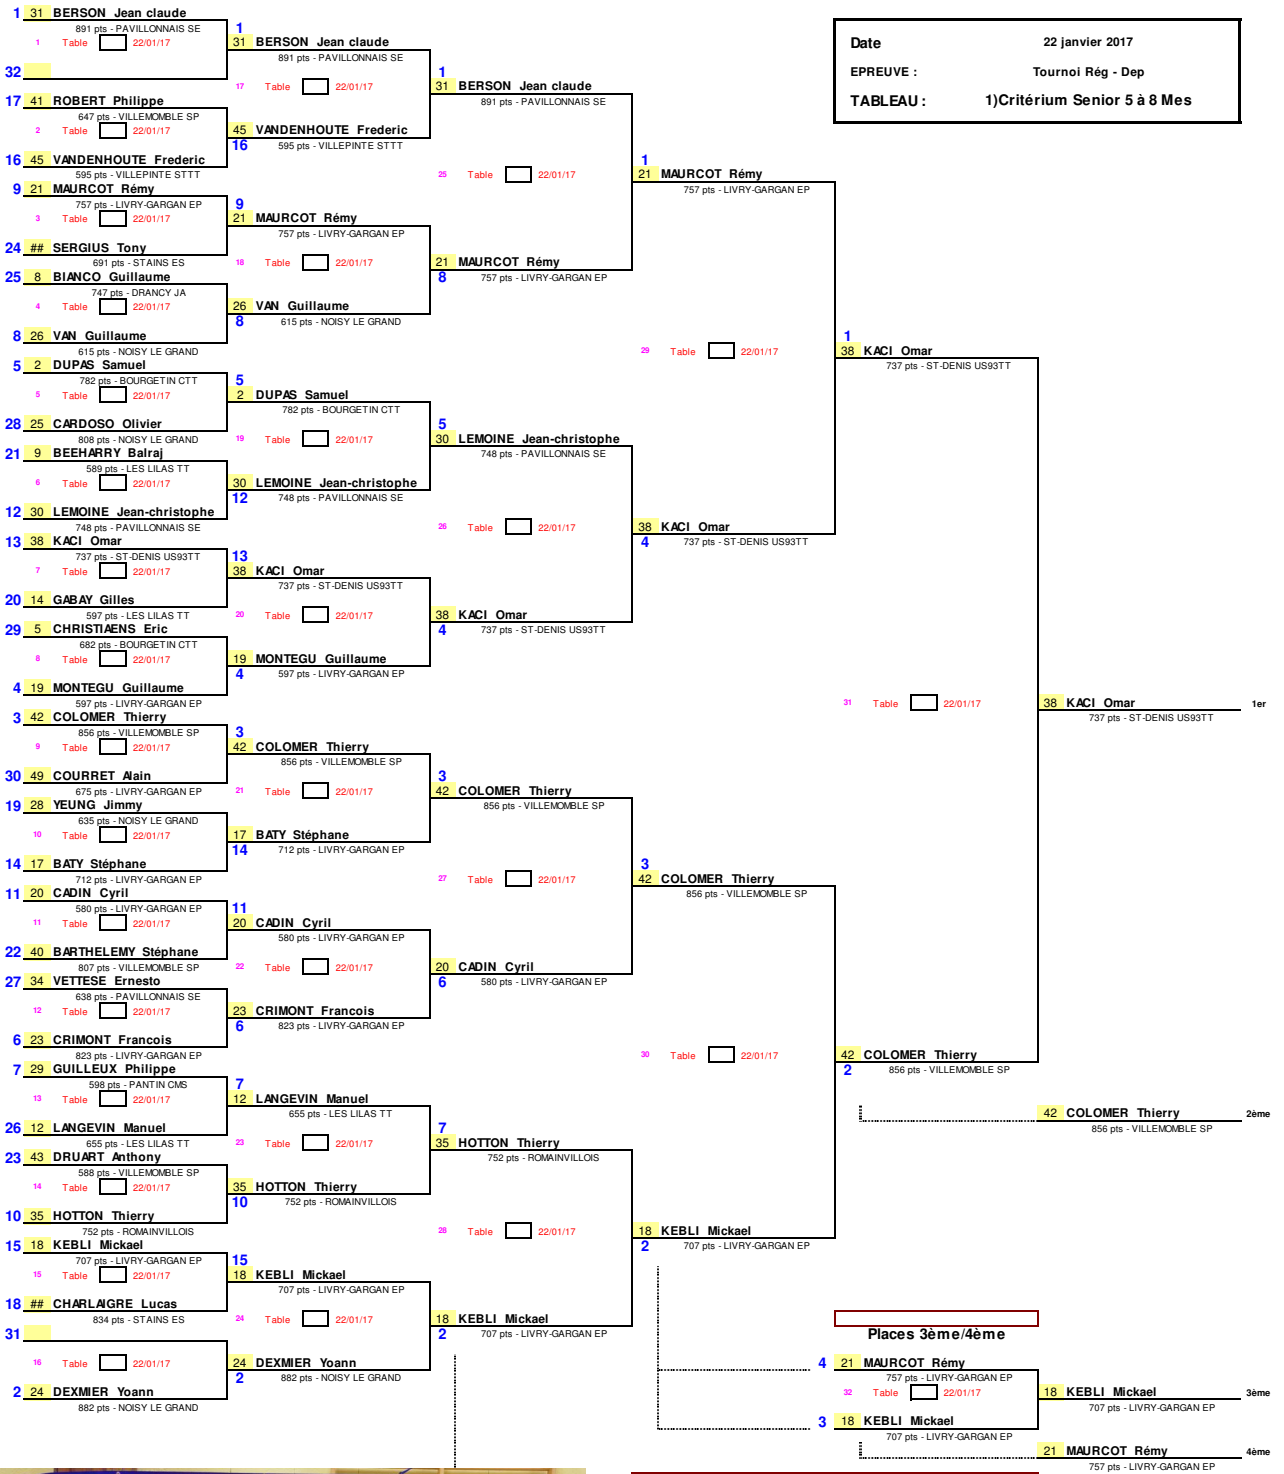 Date 22 janvier 2017
EPREUVE : Tournoi Rég - Dep
TABLEAU : 1)Critérium Senior 5 à 8 Mes
1 31 BERSON Jean claude
891 pts - PAVILLONNAIS SE
1 Table 22/01/17
32
17 41 ROBERT Philippe
647 pts - VILLEMOMBLE SP
2 Table 22/01/17
16 45 VANDENHOUTE Frederic
595 pts - VILLEPINTE STTT
9 21 MAURCOT Rémy
757 pts - LIVRY-GARGAN EP
3 Table 22/01/17
24 ## SERGIUS Tony
691 pts - STAINS ES
25 8 BIANCO Guillaume
747 pts - DRANCY JA
4 Table 22/01/17
8 26 VAN Guillaume
615 pts - NOISY LE GRAND
5 2 DUPAS Samuel
782 pts - BOURGETIN CTT
5 Table 22/01/17
28 25 CARDOSO Olivier
808 pts - NOISY LE GRAND
21 9 BEEHARRY Balraj
589 pts - LES LILAS TT
6 Table 22/01/17
12 30 LEMOINE Jean-christophe
748 pts - PAVILLONNAIS SE
13 38 KACI Omar
737 pts - ST-DENIS US93TT
7 Table 22/01/17
20 14 GABAY Gilles
597 pts - LES LILAS TT
29 5 CHRISTIAENS Eric
682 pts - BOURGETIN CTT
8 Table 22/01/17
4 19 MONTEGU Guillaume
597 pts - LIVRY-GARGAN EP
3 42 COLOMER Thierry
856 pts - VILLEMOMBLE SP
9 Table 22/01/17
30 49 COURRET Alain
675 pts - LIVRY-GARGAN EP
19 28 YEUNG Jimmy
635 pts - NOISY LE GRAND
10 Table 22/01/17
14 17 BATY Stéphane
712 pts - LIVRY-GARGAN EP
11 20 CADIN Cyril
580 pts - LIVRY-GARGAN EP
11 Table 22/01/17
22 40 BARTHELEMY Stéphane
807 pts - VILLEMOMBLE SP
27 34 VETTESE Ernesto
638 pts - PAVILLONNAIS SE
12 Table 22/01/17
6 23 CRIMONT Francois
823 pts - LIVRY-GARGAN EP
7 29 GUILLEUX Philippe
598 pts - PANTIN CMS
13 Table 22/01/17
26 12 LANGEVIN Manuel
655 pts - LES LILAS TT
23 43 DRUART Anthony
588 pts - VILLEMOMBLE SP
14 Table 22/01/17
10 35 HOTTON Thierry
752 pts - ROMAINVILLOIS
15 18 KEBLI Mickael
707 pts - LIVRY-GARGAN EP
15 Table 22/01/17
18 ## CHARLAIGRE Lucas
834 pts - STAINS ES
31
16 Table 22/01/17
2 24 DEXMIER Yoann
882 pts - NOISY LE GRAND
1
31 BERSON Jean claude
891 pts - PAVILLONNAIS SE
17 Table 22/01/17
45 VANDENHOUTE Frederic
16 595 pts - VILLEPINTE STTT
9
21 MAURCOT Rémy
757 pts - LIVRY-GARGAN EP
18 Table 22/01/17
26 VAN Guillaume
8 615 pts - NOISY LE GRAND
5
2 DUPAS Samuel
782 pts - BOURGETIN CTT
19 Table 22/01/17
30 LEMOINE Jean-christophe
12 748 pts - PAVILLONNAIS SE
13
38 KACI Omar
737 pts - ST-DENIS US93TT
20 Table 22/01/17
19 MONTEGU Guillaume
4 597 pts - LIVRY-GARGAN EP
3
42 COLOMER Thierry
856 pts - VILLEMOMBLE SP
21 Table 22/01/17
17 BATY Stéphane
14 712 pts - LIVRY-GARGAN EP
11
20 CADIN Cyril
580 pts - LIVRY-GARGAN EP
22 Table 22/01/17
23 CRIMONT Francois
6 823 pts - LIVRY-GARGAN EP
7
12 LANGEVIN Manuel
655 pts - LES LILAS TT
23 Table 22/01/17
35 HOTTON Thierry
10 752 pts - ROMAINVILLOIS
15
18 KEBLI Mickael
707 pts - LIVRY-GARGAN EP
24 Table 22/01/17
24 DEXMIER Yoann
2 882 pts - NOISY LE GRAND
1
31 BERSON Jean claude
891 pts - PAVILLONNAIS SE
25 Table 22/01/17
21 MAURCOT Rémy
8 757 pts - LIVRY-GARGAN EP
5
30 LEMOINE Jean-christophe
748 pts - PAVILLONNAIS SE
26 Table 22/01/17
38 KACI Omar
4 737 pts - ST-DENIS US93TT
3
42 COLOMER Thierry
856 pts - VILLEMOMBLE SP
27 Table 22/01/17
20 CADIN Cyril
6 580 pts - LIVRY-GARGAN EP
7
35 HOTTON Thierry
752 pts - ROMAINVILLOIS
28 Table 22/01/17
18 KEBLI Mickael
2 707 pts - LIVRY-GARGAN EP
1
21 MAURCOT Rémy
757 pts - LIVRY-GARGAN EP
29 Table 22/01/17
38 KACI Omar
4 737 pts - ST-DENIS US93TT
3
42 COLOMER Thierry
856 pts - VILLEMOMBLE SP
30 Table 22/01/17
18 KEBLI Mickael
2 707 pts - LIVRY-GARGAN EP
1
38 KACI Omar
737 pts - ST-DENIS US93TT
31 Table 22/01/17
42 COLOMER Thierry
2 856 pts - VILLEMOMBLE SP
38 KACI Omar 1er
737 pts - ST-DENIS US93TT
42 COLOMER Thierry 2ème
856 pts - VILLEMOMBLE SP
Places 3ème/4ème
4 21 MAURCOT Rémy
757 pts - LIVRY-GARGAN EP
32 Table 22/01/17
3 18 KEBLI Mickael
707 pts - LIVRY-GARGAN EP
18 KEBLI Mickael 3ème
707 pts - LIVRY-GARGAN EP
21 MAURCOT Rémy 4ème
757 pts - LIVRY-GARGAN EP